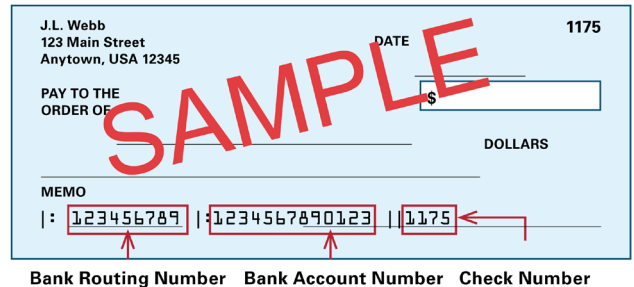 J.L. Webb
1175
123 Main Street
DATE
Anytown, USA 12345
SAMPLE
PAY TO THE
ORDER OF
$
DOLLARS
MEMO
|: 123456789 |:1234567890123 ||1175
Bank Routing Number Bank Account Number Check Number